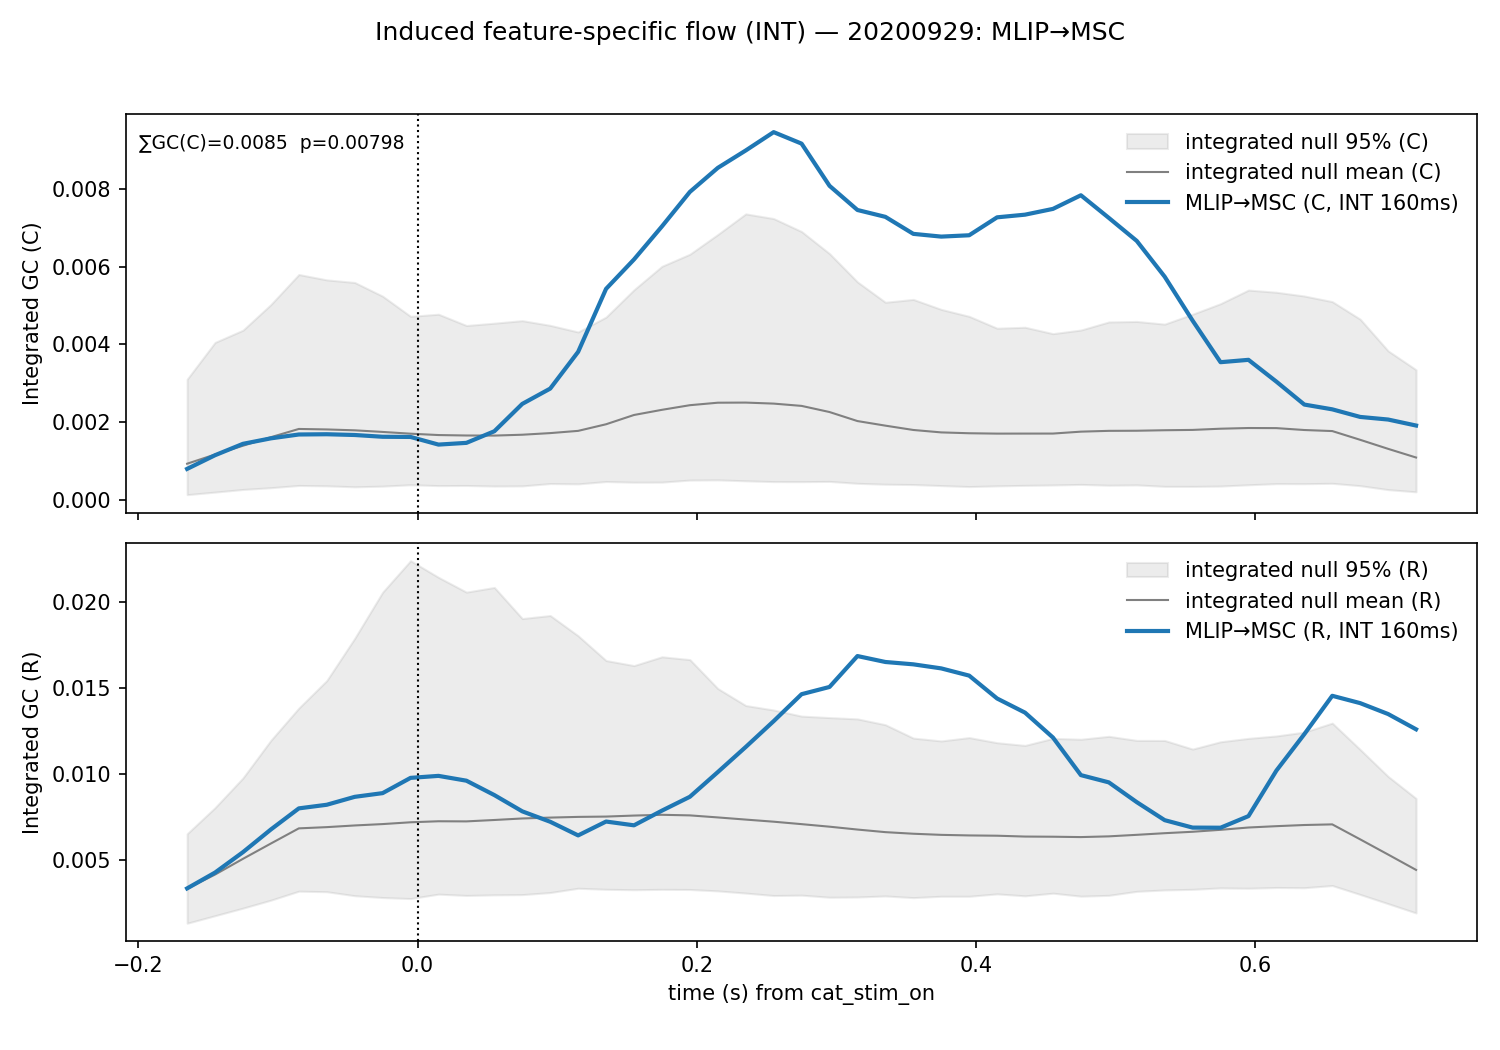 Induced feature-specific flow (INT) — 20200929: MLIP→MSC
∑GC(C)=0.0085  p=0.00798
integrated null 95% (C)
integrated null mean (C)
MLIP→MSC (C, INT 160ms)
Integrated GC (C)
0.008
0.006
0.004
0.002
0.000
integrated null 95% (R)
integrated null mean (R)
MLIP→MSC (R, INT 160ms)
Integrated GC (R)
0.020
0.015
0.010
0.005
−0.2
0.0
0.2
0.4
0.6
time (s) from cat_stim_on